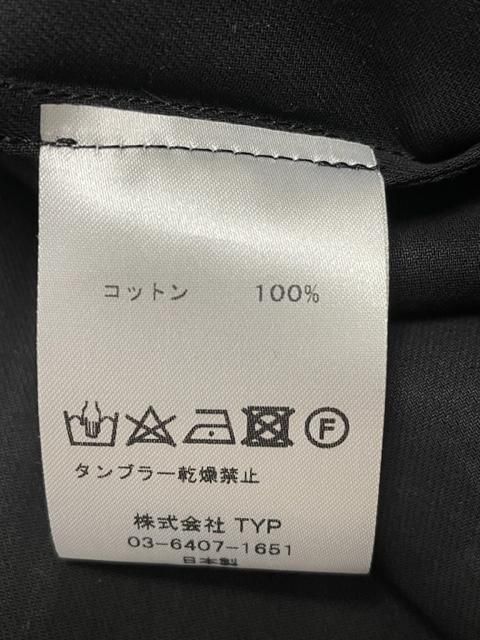 コットン 100%
F
タンブラー乾燥禁止
株式会社 TYP
03-6407-1651
日本製